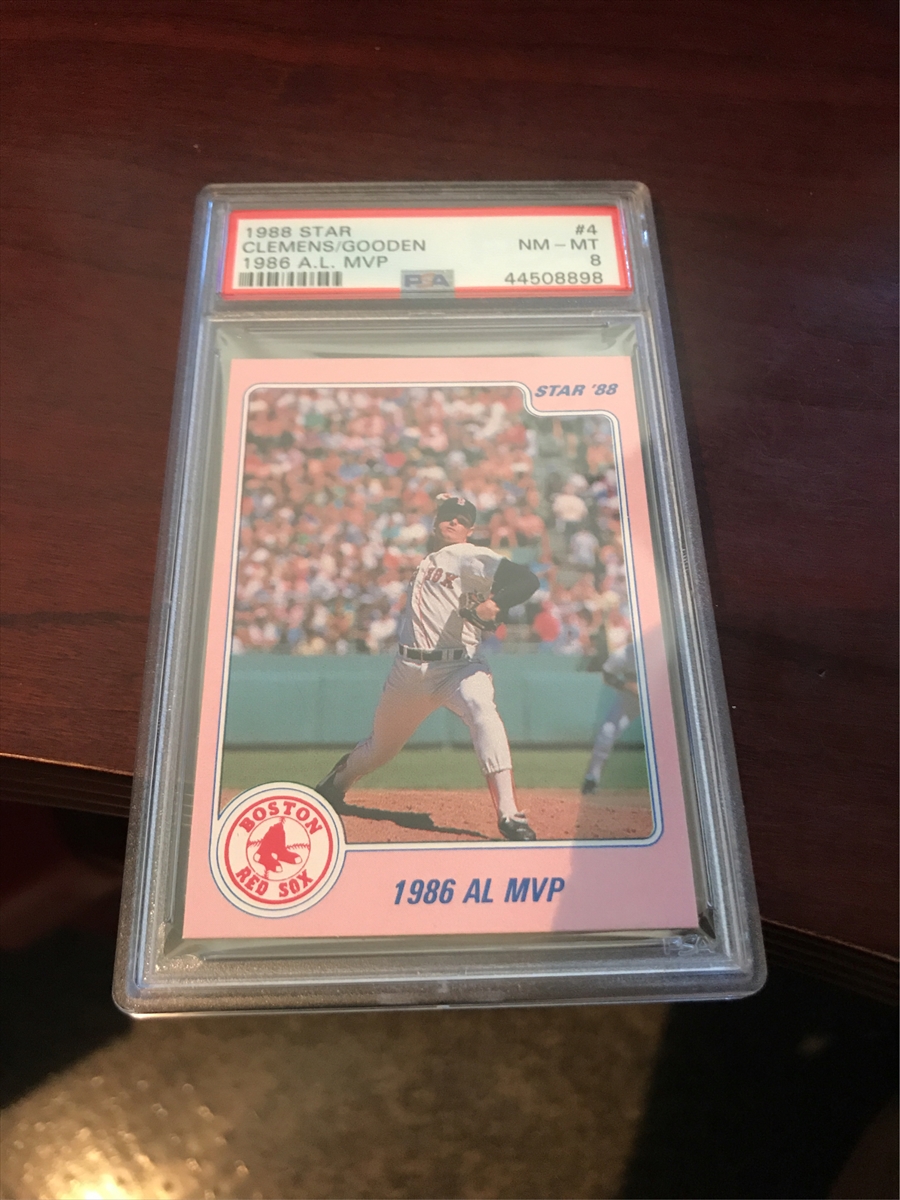 1988 STAR #4
CLEMENS/GOODEN NM - MT
1986 A.L. MVP 8
PSA 44508898
STAR '88
SOX
BOSTON
RED SOX
1986 AL MVP